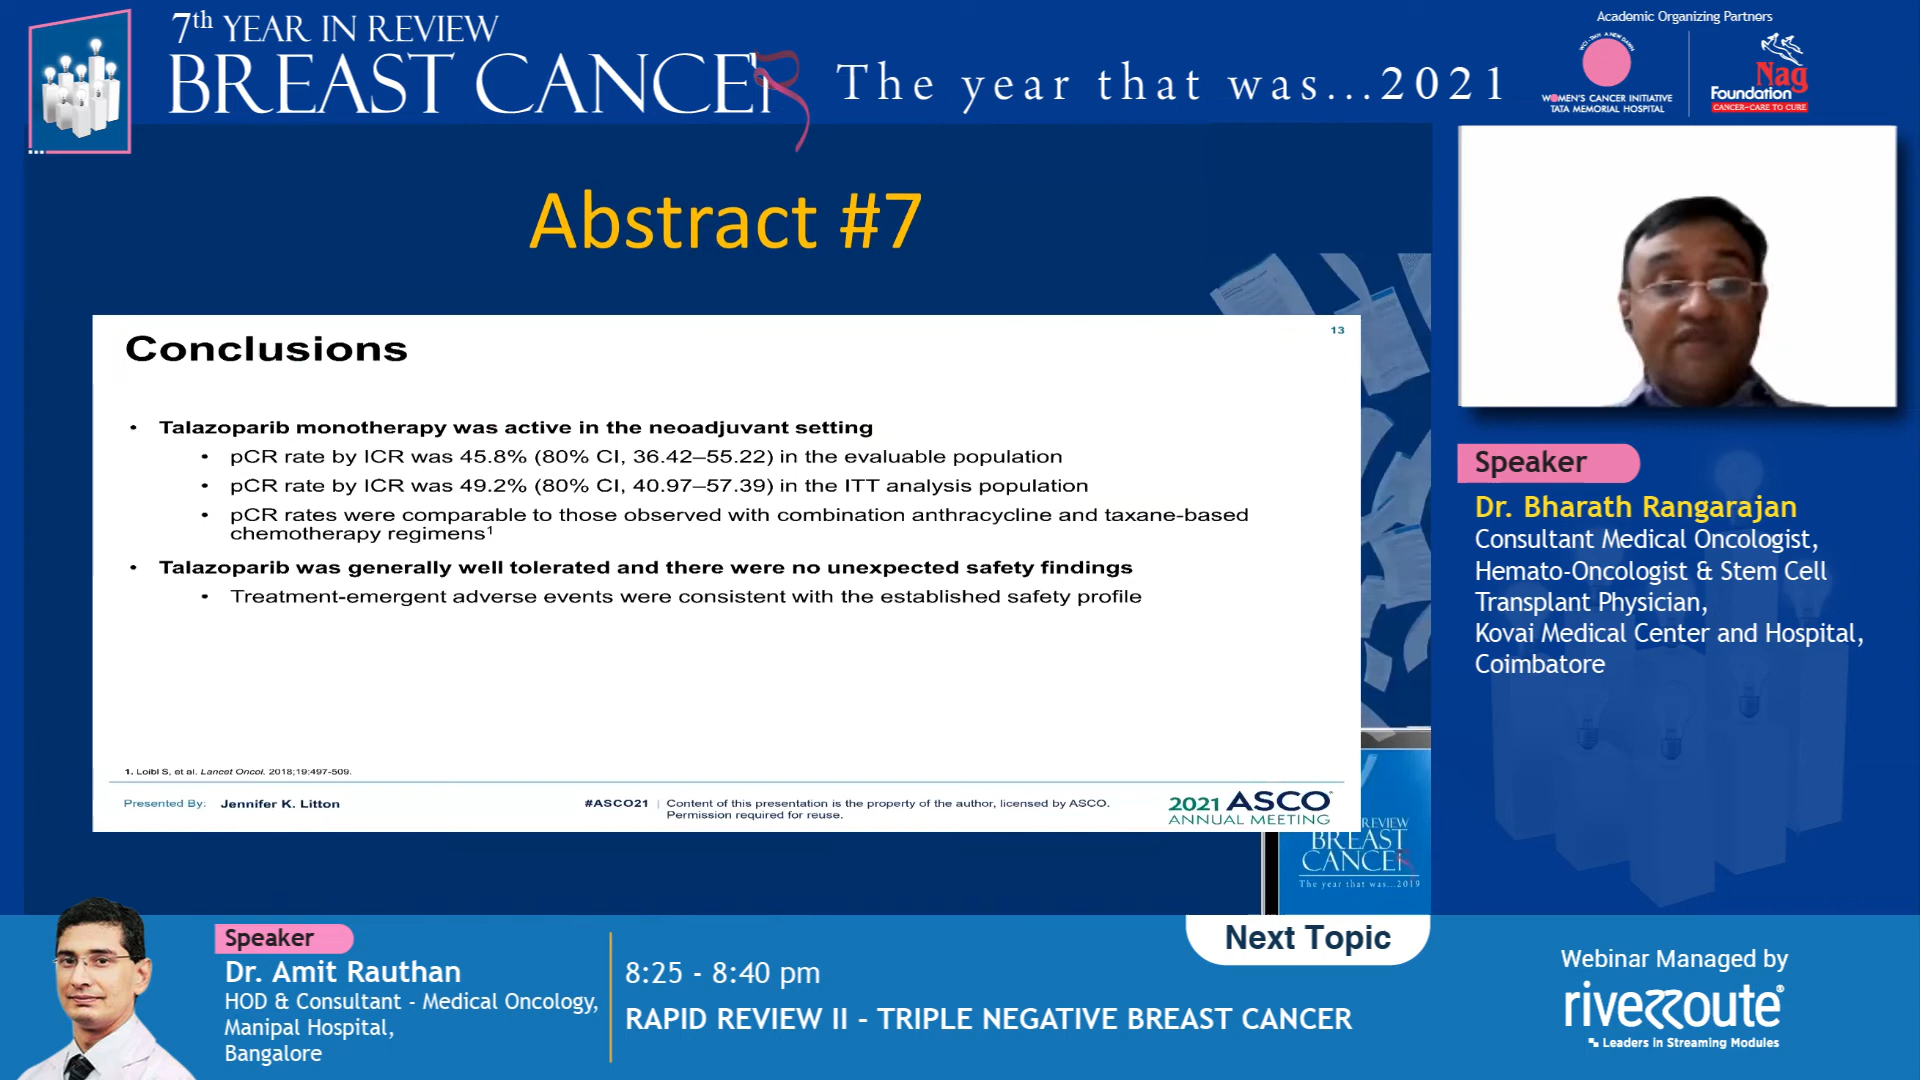 7th YEAR IN REVIEW
BREAST CANCER
The year that was...2021
Academic Organizing Partners
WCI - TMH A NEW DAWN
WOMEN'S CANCER INITIATIVE
TATA MEMORIAL HOSPITAL
Nag
Foundation
CANCER-CARE TO CURE
Abstract #7
13
Conclusions
• Talazoparib monotherapy was active in the neoadjuvant setting
• pCR rate by ICR was 45.8% (80% CI, 36.42–55.22) in the evaluable population
• pCR rate by ICR was 49.2% (80% CI, 40.97–57.39) in the ITT analysis population
• pCR rates were comparable to those observed with combination anthracycline and taxane-based
chemotherapy regimens1
• Talazoparib was generally well tolerated and there were no unexpected safety findings
• Treatment-emergent adverse events were consistent with the established safety profile
1. Loibl S, et al. Lancet Oncol. 2018;19:497-509.
Presented By: Jennifer K. Litton
#ASCO21 | Content of this presentation is the property of the author, licensed by ASCO.
Permission required for reuse.
2021 ASCO®
ANNUAL MEETING
REVIEW
BREAST
CANCER
The year that was...2019
Speaker
Dr. Bharath Rangarajan
Consultant Medical Oncologist,
Hemato-Oncologist & Stem Cell
Transplant Physician,
Kovai Medical Center and Hospital,
Coimbatore
Speaker
Dr. Amit Rauthan
HOD & Consultant - Medical Oncology,
Manipal Hospital,
Bangalore
Next Topic
8:25 - 8:40 pm
RAPID REVIEW II - TRIPLE NEGATIVE BREAST CANCER
Webinar Managed by
riverroute®
Leaders in Streaming Modules